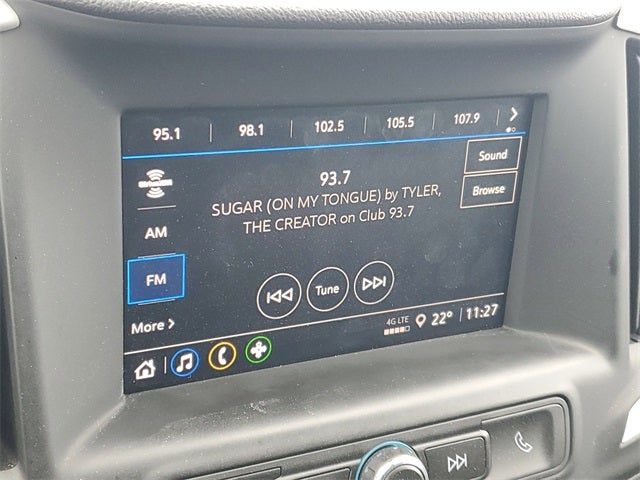 95.1 98.1 102.5 105.5 107.9
SiriusXM
Sound
93.7
Browse
SUGAR (ON MY TONGUE) by TYLER,
THE CREATOR on Club 93.7
AM
FM
Tune
More
4G LTE
22° 11:27